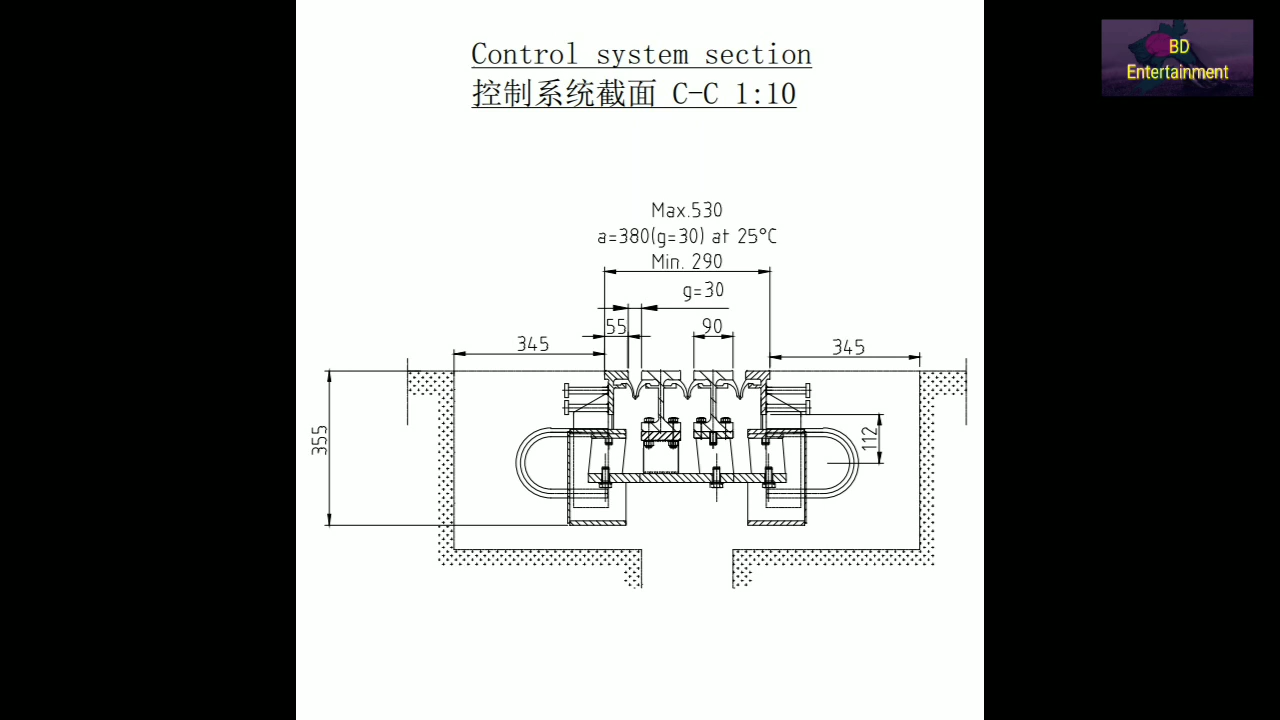 Control system section
控制系统截面 C-C 1:10
BD
Entertainment
Max.530
a=380(g=30) at 25°C
Min. 290
g=30
55
90
345
345
355
112